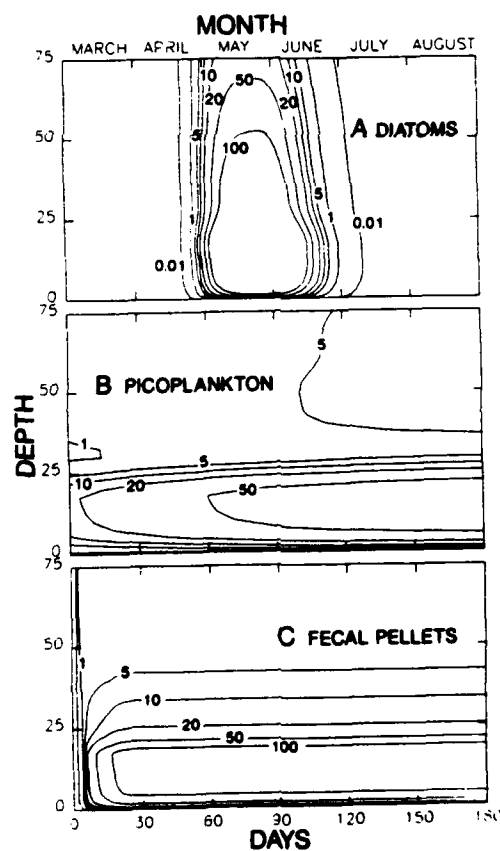 MONTH
MARCH APRIL MAY JUNE JULY AUGUST
75
10 50 10
20 20
50
5 100 A DIATOMS
25
5
1 1 0.01
0.01
0
75
5
B PICOPLANKTON
50
DEPTH
1
25 5
10 20 50
0
75
C FECAL PELLETS
50
1 5
10
25 20
50
100
0
0 30 60 90 120 150 180
DAYS